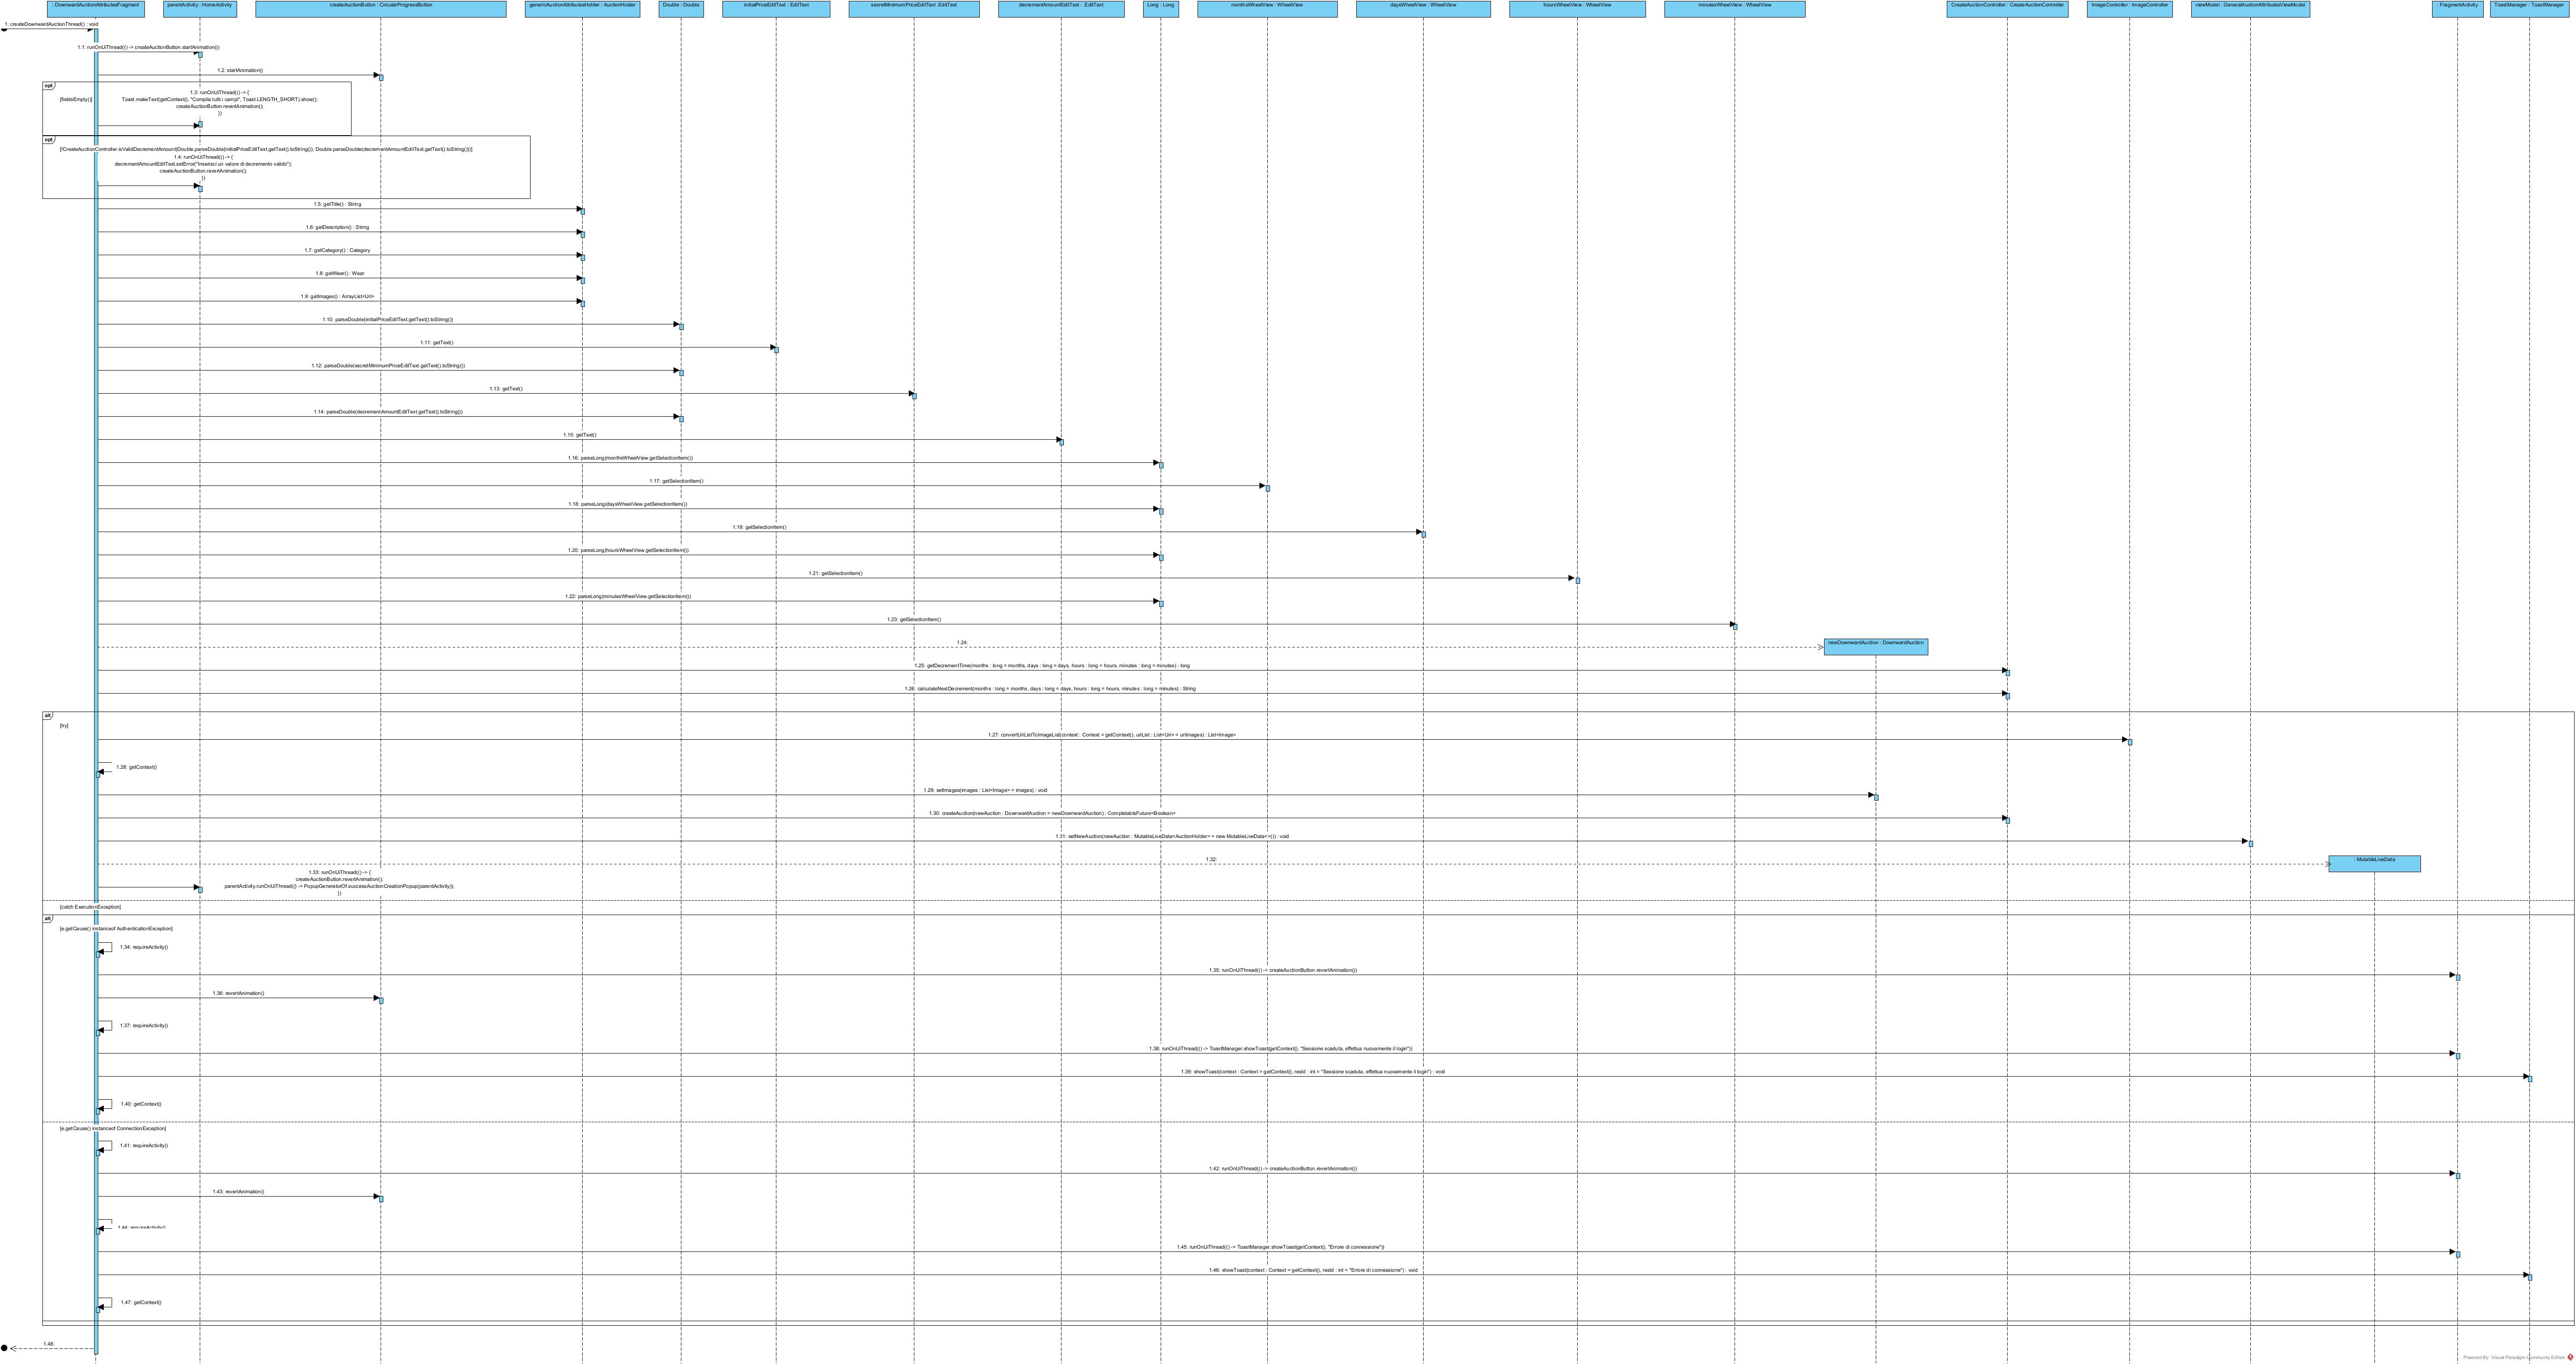 : DownwardAuctionAttributesFragment
parentActivity : HomeActivity
createAuctionButton : CircularProgressButton
genericAuctionAttributesHolder : AuctionHolder
Double : Double
initialPriceEditText : EditText
secretMinimumPriceEditText :EditText
decrementAmountEditText : :EditText
Long : Long
monthsWheelView : WheelView
daysWheelView : WheelView
hoursWheelView : WheelView
minutesWheelView : WheelView
CreateAuctionController : CreateAuctionController
ImageController : ImageController
viewModel : GeneralAuctionAttributesViewModel
: FragmentActivity
ToastManager : ToastManager
1: createDownwardAuctionThread() : void
1.1: runOnUiThread(() -> createAuctionButton.startAnimation())
1.2: startAnimation()
opt
[fieldsEmpty()]
1.3: runOnUiThread(() -> {
Toast.makeText(getContext(), "Compila tutti i campi", Toast.LENGTH_SHORT).show();
createAuctionButton.revertAnimation();
})
opt
[!CreateAuctionController.isValidDecrementAmount(Double.parseDouble(initialPriceEditText.getText().toString()), Double.parseDouble(decrementAmountEditText.getText().toString()))]
1.4: runOnUiThread(() -> {
decrementAmountEditText.setError("Inserisci un valore di decremento valido");
createAuctionButton.revertAnimation();
})
1.5: getTitle() : String
1.6: getDescription() : String
1.7: getCategory() : Category
1.8: getWear() : Wear
1.9: getImages() : ArrayList<Uri>
1.10: parseDouble(initialPriceEditText.getText().toString())
1.11: getText()
1.12: parseDouble(secretMinimumPriceEditText.getText().toString())
1.13: getText()
1.14: parseDouble(decrementAmountEditText.getText().toString())
1.15: getText()
1.16: parseLong(monthsWheelView.getSelectionItem())
1.17: getSelectionItem()
1.18: parseLong(daysWheelView.getSelectionItem())
1.19: getSelectionItem()
1.20: parseLong(hoursWheelView.getSelectionItem())
1.21: getSelectionItem()
1.22: parseLong(minutesWheelView.getSelectionItem())
1.23: getSelectionItem()
1.24:
newDownwardAuction : DownwardAuction
1.25: getDecrementTime(months : long = months, days : long = days, hours : long = hours, minutes : long = minutes) : long
1.26: calculateNextDecrement(months : long = months, days : long = days, hours : long = hours, minutes : long = minutes) : String
alt
[try]
1.27: convertUriListToImageList(context : Context = getContext(), uriList : List<Uri> = uriImages) : List<Image>
1.28: getContext()
1.29: setImages(images : List<Image> = images) : void
1.30: createAuction(newAuction : DownwardAuction = newDownwardAuction) : CompletableFuture<Boolean>
1.31: setNewAuction(newAuction : MutableLiveData<AuctionHolder> = new MutableLiveData<>()) : void
1.32:
: MutableLiveData
1.33: runOnUiThread(() -> {
createAuctionButton.revertAnimation();
parentActivity.runOnUiThread(() -> PopupGeneratorOf.successAuctionCreationPopup(parentActivity));
})
[catch ExecutionException]
alt
[e.getCause() instanceof AuthenticationException]
1.34: requireActivity()
1.35: runOnUiThread(() -> createAuctionButton.revertAnimation())
1.36: revertAnimation()
1.37: requireActivity()
1.38: runOnUiThread(() -> ToastManager.showToast(getContext(), "Sessione scaduta, effettua nuovamente il login"))
1.39: showToast(context : Context = getContext(), resId : int = "Sessione scaduta, effettua nuovamente il login") : void
1.40: getContext()
[e.getCause() instanceof ConnectionException]
1.41: requireActivity()
1.42: runOnUiThread(() -> createAuctionButton.revertAnimation())
1.43: revertAnimation()
1.44: requireActivity()
1.45: runOnUiThread(() -> ToastManager.showToast(getContext(), "Errore di connessione"))
1.46: showToast(context : Context = getContext(), resId : int = "Errore di connessione") : void
1.47: getContext()
1.48:
Powered By: Visual Paradigm Community Edition